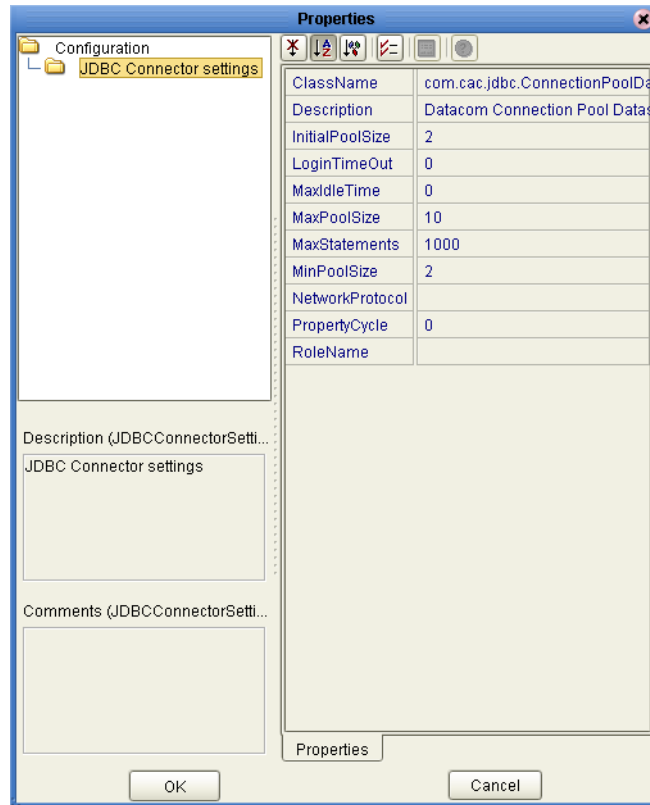 Properties
Configuration
JDBC Connector settings
ClassName com.cac.jdbc.ConnectionPoolDa
Description Datacom Connection Pool Datas
InitialPoolSize 2
LoginTimeOut 0
MaxIdleTime 0
MaxPoolSize 10
MaxStatements 1000
MinPoolSize 2
NetworkProtocol
PropertyCycle 0
RoleName
Description (JDBCConnectorSetti...
JDBC Connector settings
Comments (JDBCConnectorSetti...
Properties
OK Cancel